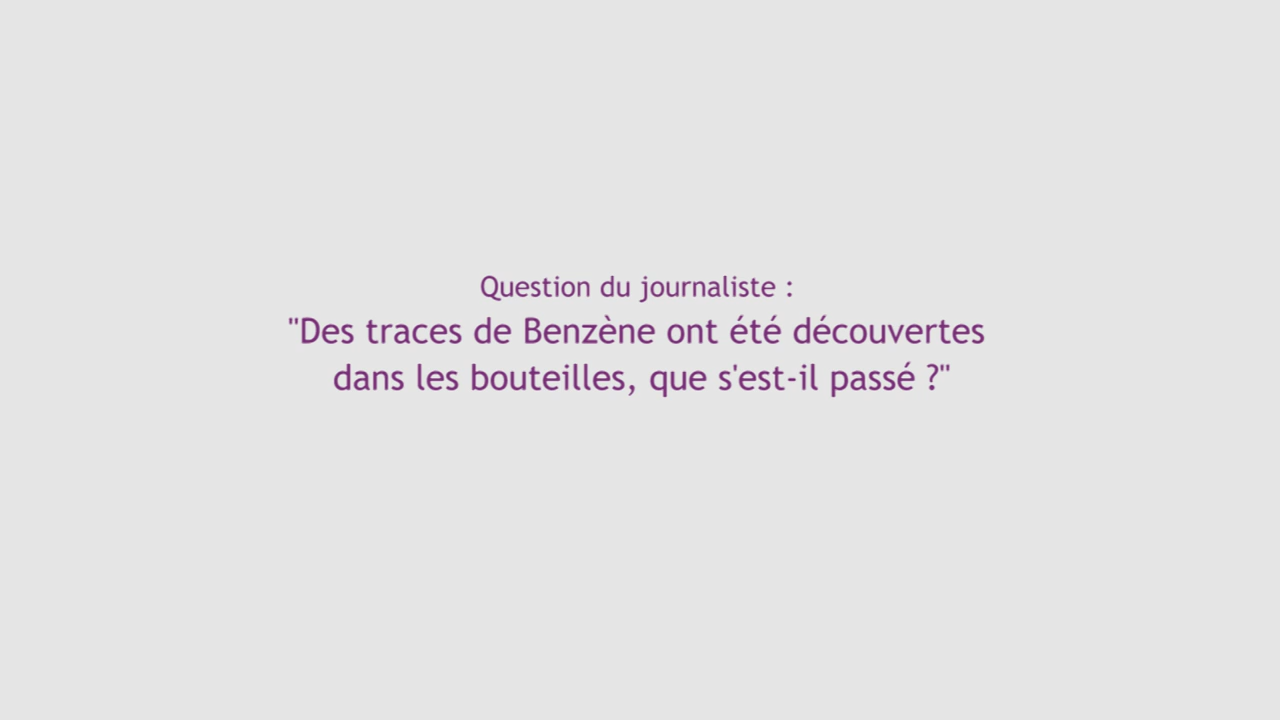 Question du journaliste :
"Des traces de Benzène ont été découvertes
dans les bouteilles, que s'est-il passé ?"